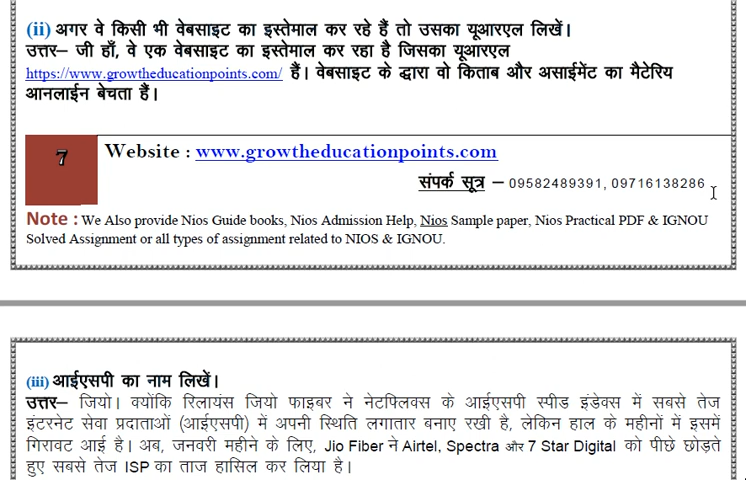 (ii) अगर वे किसी भी वेबसाइट का इस्तेमाल कर रहे हैं तो उसका यूआरएल लिखें।
उत्तर– जी हाँ, वे एक वेबसाइट का इस्तेमाल कर रहा है जिसका यूआरएल
https://www.growtheducationpoints.com/ हैं। वेबसाइट के द्वारा वो किताब और असाईमेंट का मैटेरिय
आनलाईन बेचता हैं।
7
Website : www.growtheducationpoints.com
संपर्क सूत्र – 09582489391, 09716138286
Note : We Also provide Nios Guide books, Nios Admission Help, Nios Sample paper, Nios Practical PDF & IGNOU
Solved Assignment or all types of assignment related to NIOS & IGNOU.
(iii) आईएसपी का नाम लिखें।
उत्तर– जियो। क्योंकि रिलायंस जियो फाइबर ने नेटफ्लिक्स के आईएसपी स्पीड इंडेक्स में सबसे तेज
इंटरनेट सेवा प्रदाताओं (आईएसपी) में अपनी स्थिति लगातार बनाए रखी है, लेकिन हाल के महीनों में इसमें
गिरावट आई है। अब, जनवरी महीने के लिए, Jio Fiber ने Airtel, Spectra और 7 Star Digital को पीछे छोड़ते
हुए सबसे तेज ISP का ताज हासिल कर लिया है।